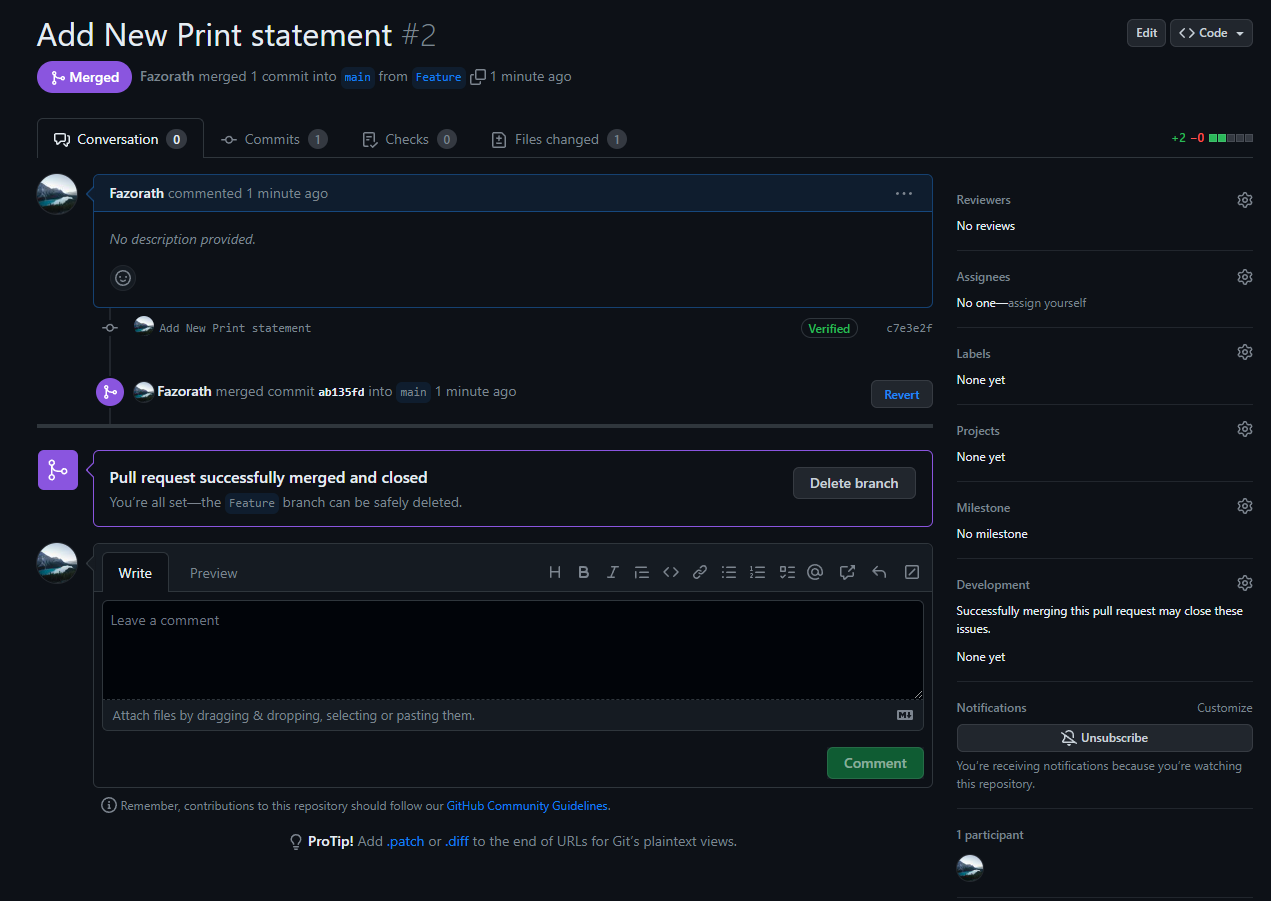 Add New Print statement #2
Edit
Code
Merged
Fazorath merged 1 commit into main from Feature 1 minute ago
Conversation 0
Commits 1
Checks 0
Files changed 1
+2 −0
Fazorath commented 1 minute ago
No description provided.
Add New Print statement
Verified
c7e3e2f
Fazorath merged commit ab135fd into main 1 minute ago
Revert
Pull request successfully merged and closed
You’re all set—the Feature branch can be safely deleted.
Delete branch
Write
Preview
Leave a comment
Attach files by dragging & dropping, selecting or pasting them.
Comment
Remember, contributions to this repository should follow our GitHub Community Guidelines.
ProTip! Add .patch or .diff to the end of URLs for Git’s plaintext views.
Reviewers
No reviews
Assignees
No one—assign yourself
Labels
None yet
Projects
None yet
Milestone
No milestone
Development
Successfully merging this pull request may close these
issues.
None yet
Notifications
Customize
Unsubscribe
You’re receiving notifications because you’re watching
this repository.
1 participant